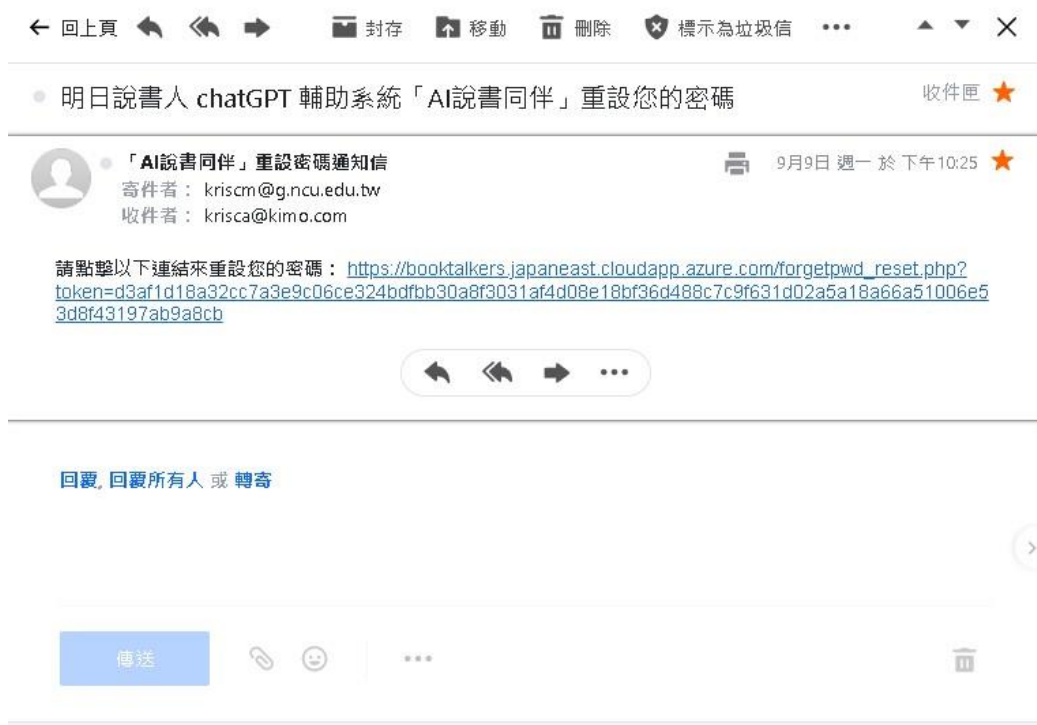 回上頁 封存 移動 刪除 標示為垃圾信
明日說書人 chatGPT 輔助系統「AI說書同伴」重設您的密碼 收件匣
「AI說書同伴」重設密碼通知信 9月9日 週一 於 下午10:25
寄件者： kriscm@g.ncu.edu.tw
收件者： krisca@kimo.com
請點擊以下連結來重設您的密碼： https://booktalkers.japaneast.cloudapp.azure.com/forgetpwd_reset.php?
token=d3af1d18a32cc7a3e9c06ce324bdfbb30a8f3031af4d08e18bf36d488c7c9f631d02a5a18a66a51006e5
3d8f43197ab9a8cb
回覆, 回覆所有人 或 轉寄
傳送